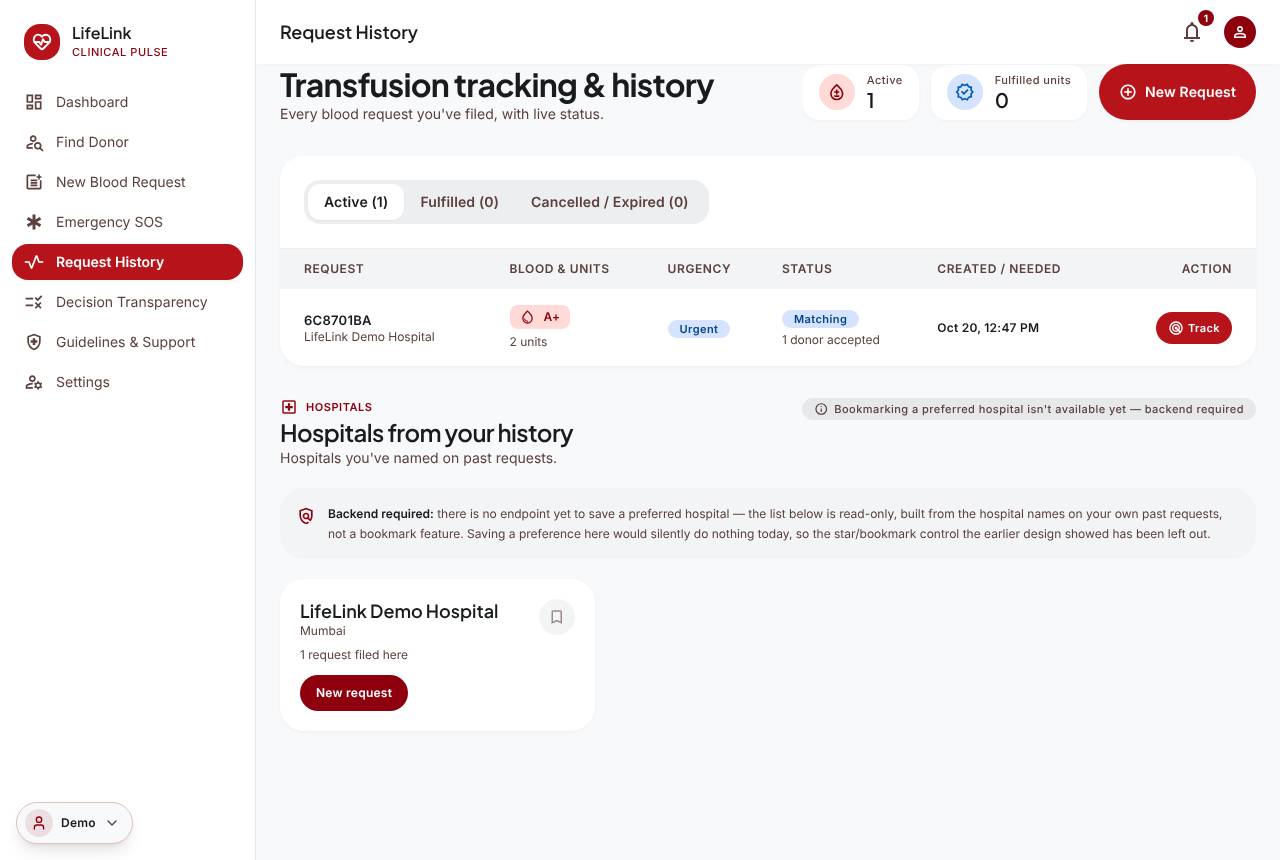 LifeLink
CLINICAL PULSE
Dashboard
Find Donor
New Blood Request
Emergency SOS
Request History
Decision Transparency
Guidelines & Support
Settings
Demo
Request History
1
Transfusion tracking & history
Every blood request you've filed, with live status.
Active
1
Fulfilled units
0
New Request
Active (1)
Fulfilled (0)
Cancelled / Expired (0)
REQUEST
BLOOD & UNITS
URGENCY
STATUS
CREATED / NEEDED
ACTION
6C8701BA
LifeLink Demo Hospital
A+
2 units
Urgent
Matching
1 donor accepted
Oct 20, 12:47 PM
Track
HOSPITALS
Hospitals from your history
Hospitals you've named on past requests.
Bookmarking a preferred hospital isn't available yet — backend required
Backend required: there is no endpoint yet to save a preferred hospital — the list below is read-only, built from the hospital names on your own past requests,
not a bookmark feature. Saving a preference here would silently do nothing today, so the star/bookmark control the earlier design showed has been left out.
LifeLink Demo Hospital
Mumbai
1 request filed here
New request